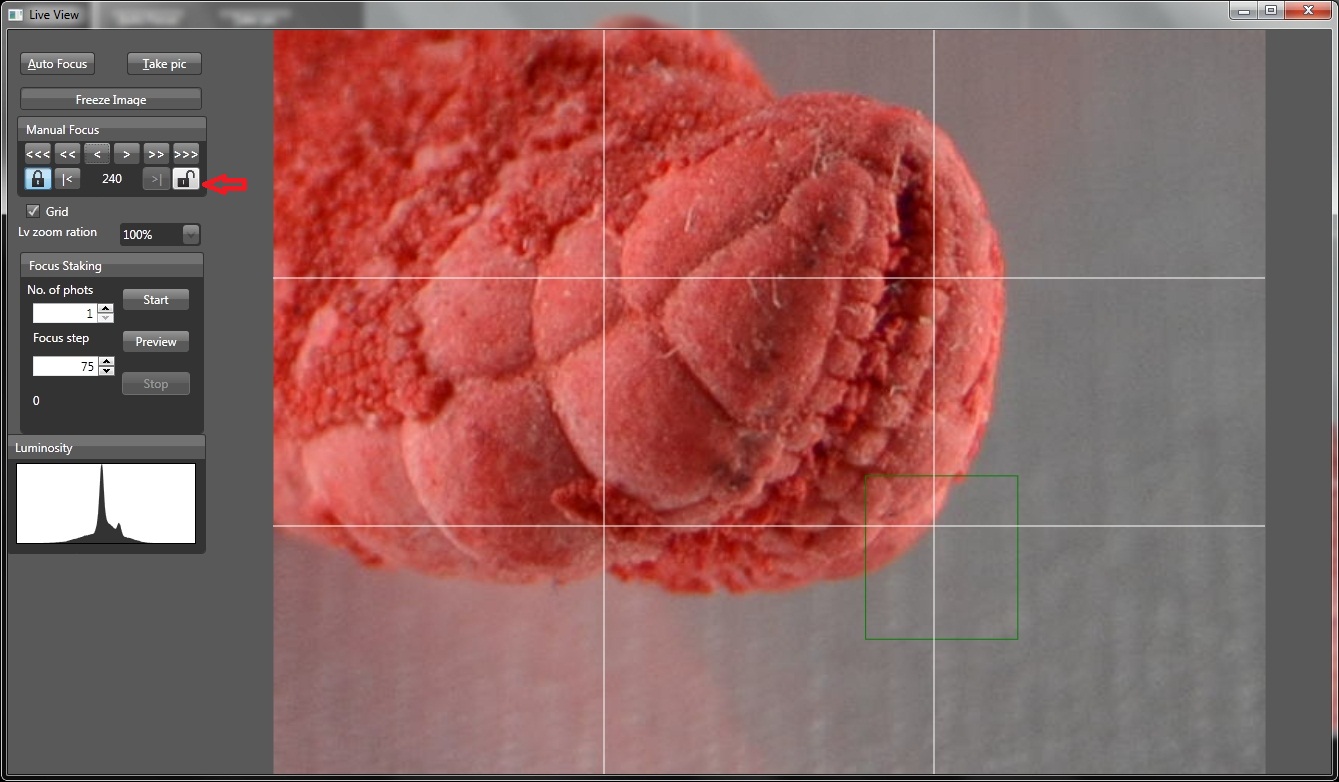 Live View
Auto Focus Take pic
Freeze Image
Manual Focus
<<< << < > >> >>>
|< 240 >|
Grid
Lv zoom ration 100%
Focus Staking
No. of phots
1 Start
Focus step Preview
75
Stop
0
Luminosity